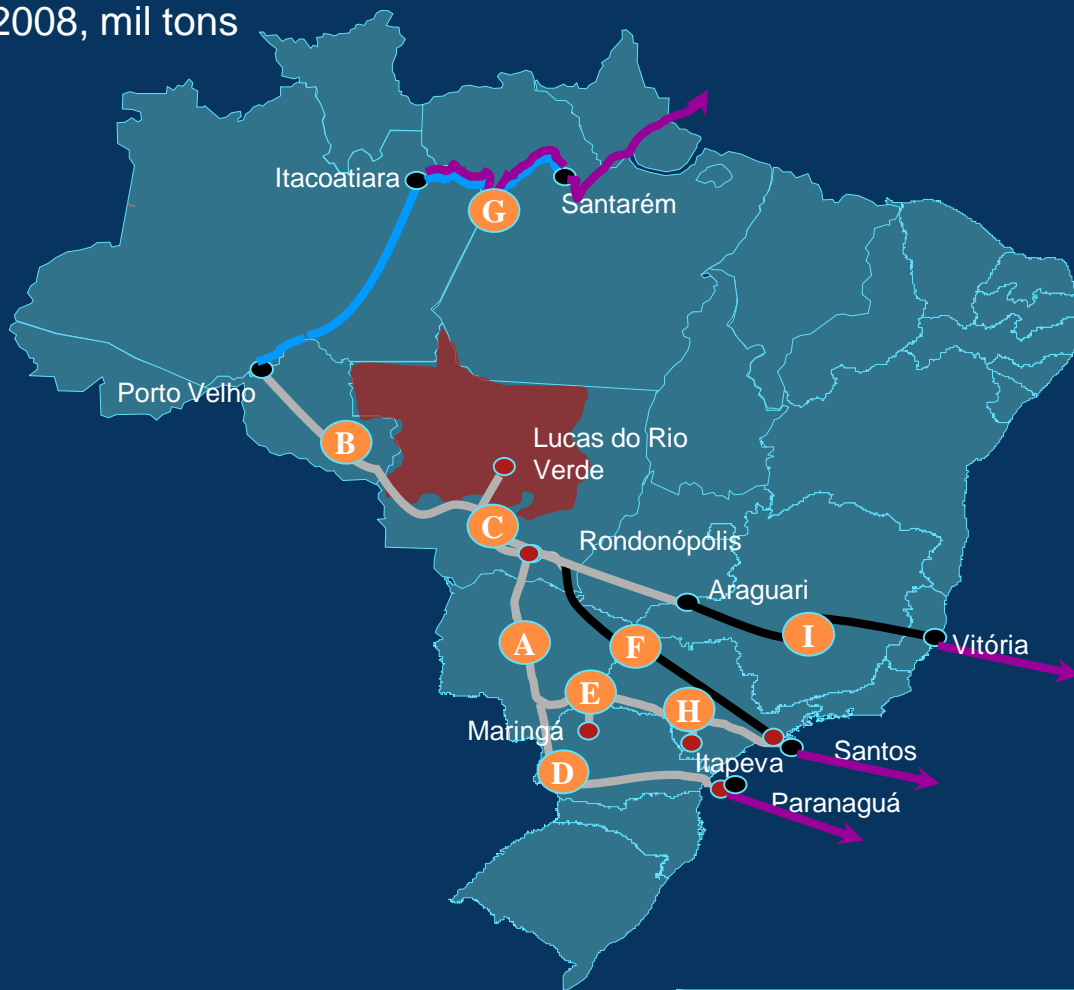 2008, mil tons
Itacoatiara
Santarém
G
Porto Velho
B
Lucas do Rio
Verde
C
Rondonópolis
Araguari
A
F
I
Vitória
E
H
Maringá
Santos
Itapeva
D
Paranaguá